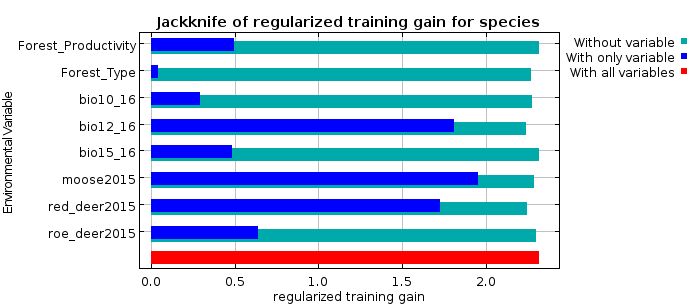 Jackknife of regularized training gain for species
Environmental Variable
Forest_Productivity
Forest_Type
bio10_16
bio12_16
bio15_16
moose2015
red_deer2015
roe_deer2015
0.0 0.5 1.0 1.5 2.0
regularized training gain
Without variable
With only variable
With all variables